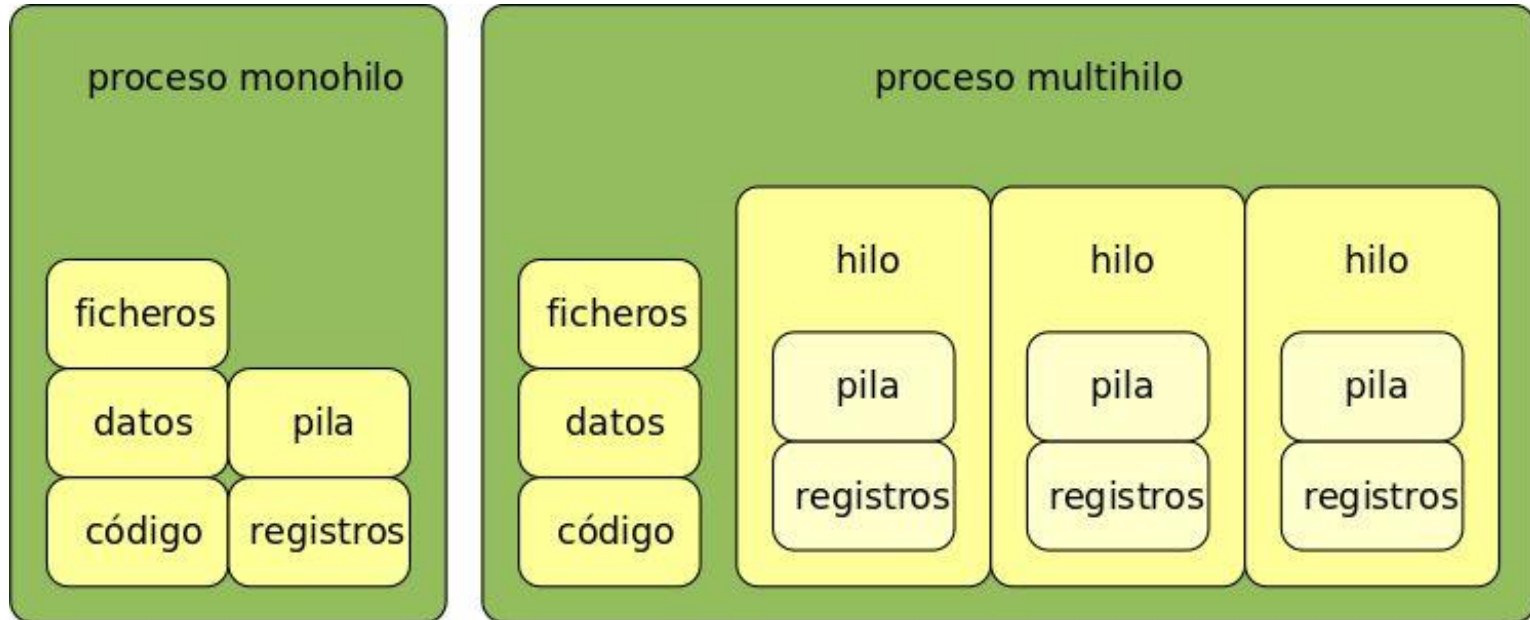 proceso monohilo
ficheros
datos
pila
código
registros
proceso multihilo
ficheros
datos
código
hilo
pila
registros
hilo
pila
registros
hilo
pila
registros